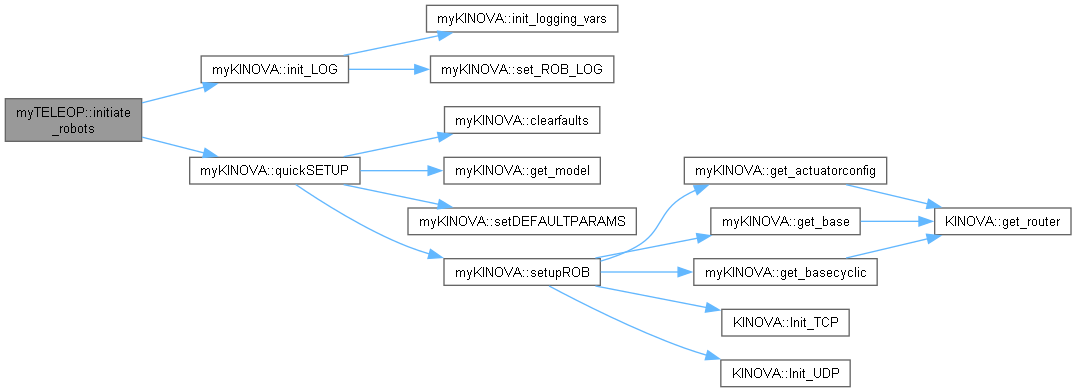 myTELEOP::initiate
_robots
myKINOVA::init_LOG
myKINOVA::init_logging_vars
myKINOVA::set_ROB_LOG
myKINOVA::quickSETUP
myKINOVA::clearfaults
myKINOVA::get_model
myKINOVA::setDEFAULTPARAMS
myKINOVA::setupROB
myKINOVA::get_actuatorconfig
myKINOVA::get_base
myKINOVA::get_basecyclic
KINOVA::Init_TCP
KINOVA::Init_UDP
KINOVA::get_router